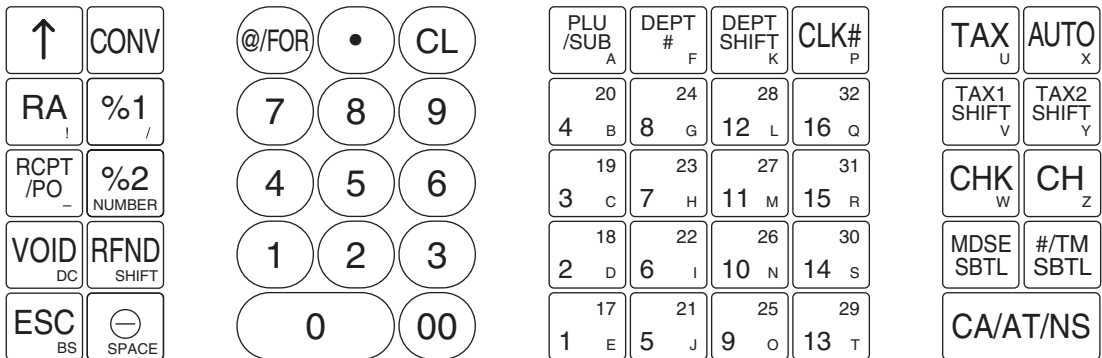 ↑ CONV @/FOR • CL PLU/SUB A DEPT# F DEPT SHIFT K CLK# P TAX U AUTO X
RA ! %1 / 7 8 9 20 4 B 24 8 G 28 12 L 32 16 Q TAX1 SHIFT V TAX2 SHIFT Y
RCPT/PO _ %2 NUMBER 4 5 6 19 3 C 23 7 H 27 11 M 31 15 R CHK W CH Z
VOID DC RFND SHIFT 1 2 3 18 2 D 22 6 I 26 10 N 30 14 S MDSE SBTL #/TM SBTL
ESC BS ⊖ SPACE 0 00 17 1 E 21 5 J 25 9 O 29 13 T CA/AT/NS